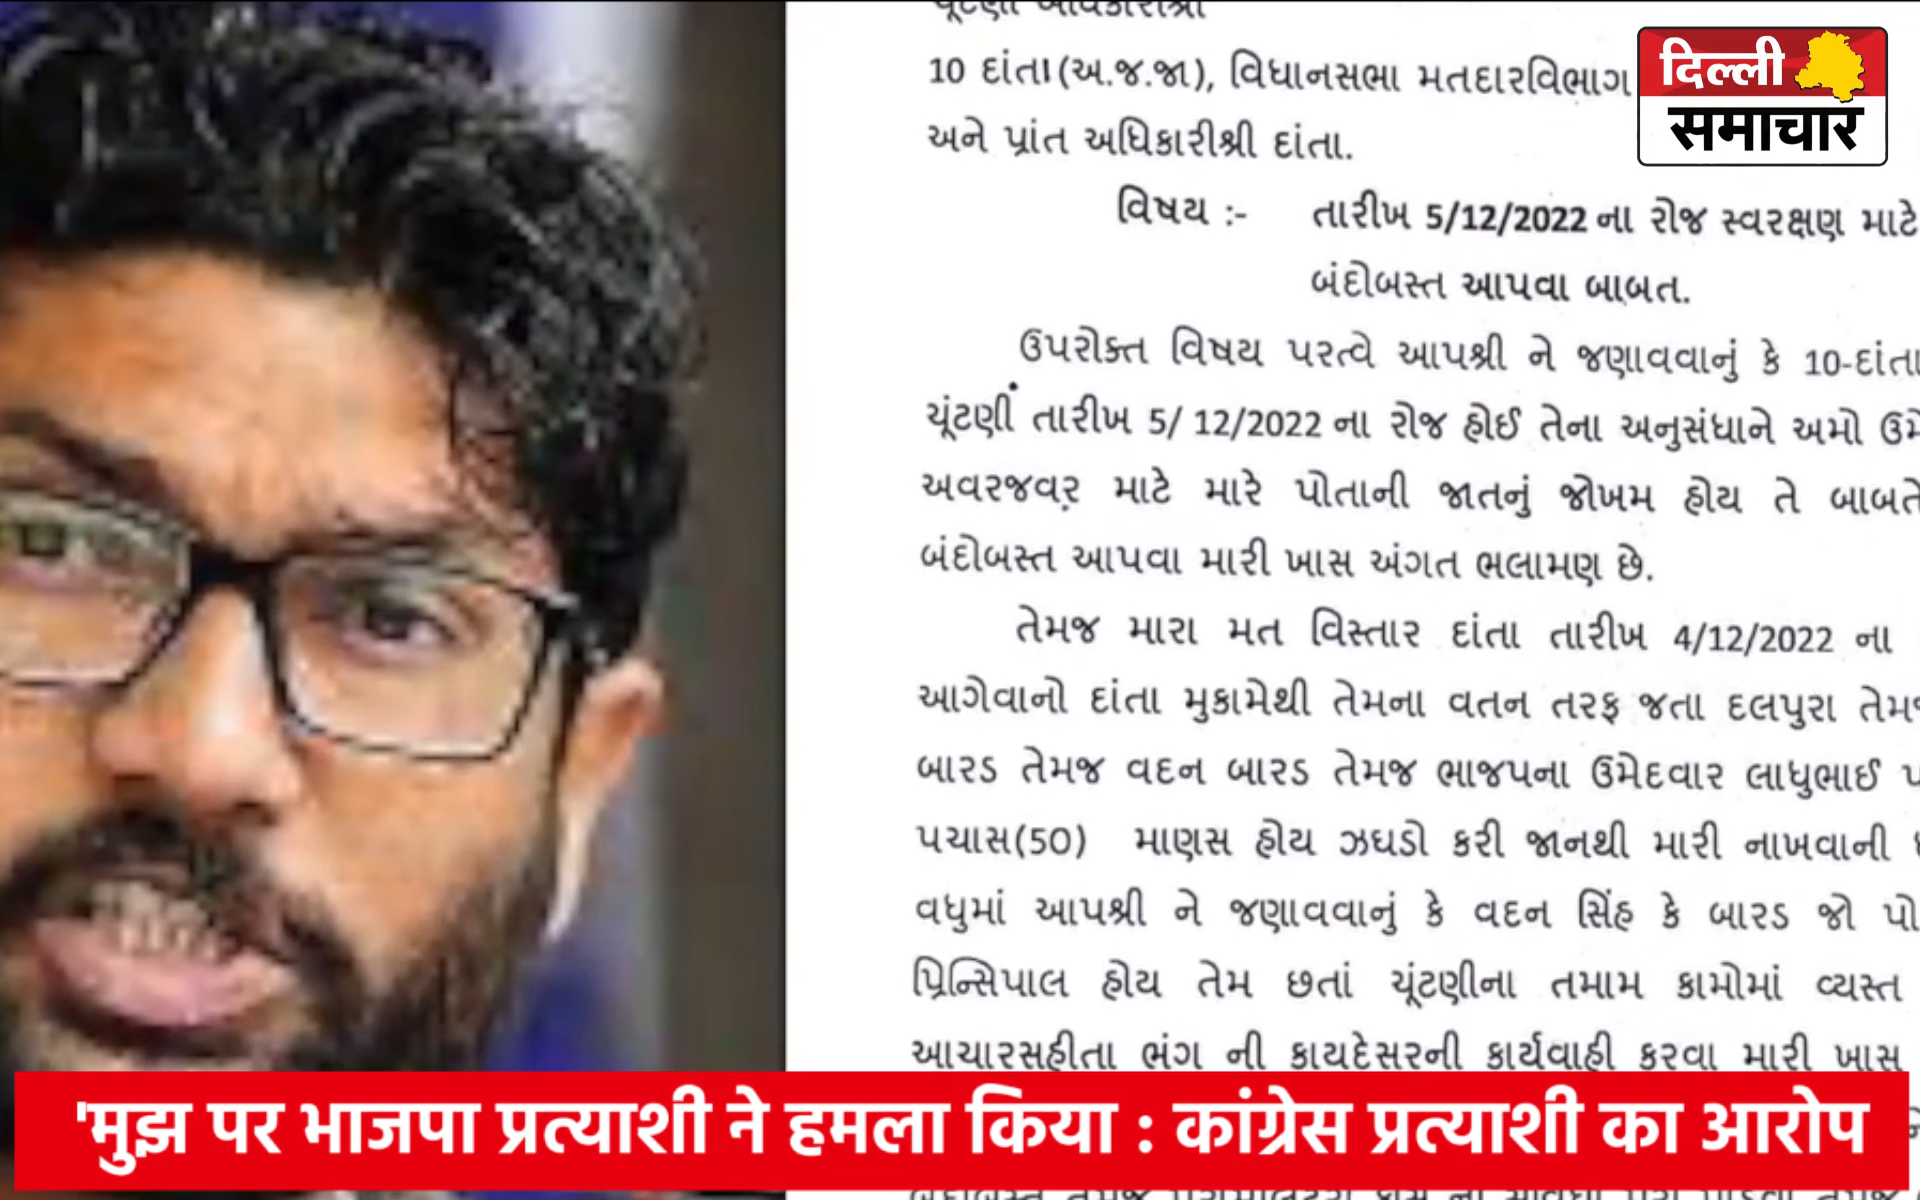 દિल्ली
समाचार
10 દાંતા(અ.જ.જા), વિધાનસભા મતદારવિભાગ
અને પ્રાંત અધિકારીશ્રી દાંતા.
વિષય :- તારીખ 5/12/2022 ના રોજ સ્વરક્ષણ માટે
બંદોબસ્ત આપવા બાબત.
ઉપરોક્ત વિષય પરત્વે આપશ્રી ને જણાવવાનું કે 10-દાંતા
ચૂંટણી તારીખ 5/ 12/2022 ના રોજ હોઈ તેના અનુસંધાને અમો
અવરજવર માટે મારે પોતાની જાતનું જોખમ હોય તે બાબતે
બંદોબસ્ત આપવા મારી ખાસ અંગત ભલામણ છે.
તેમજ મારા મત વિસ્તાર દાંતા તારીખ 4/12/2022 ના
આગેવાનો દાંતા મુકામેથી તેમના વતન તરફ જતા દલપુરા
બારડ તેમજ વદન બારડ તેમજ ભાજપના ઉમેદવાર લાધુભાઈ
પચાસ(50) માણસ હોય ઝઘડો કરી જાનથી મારી નાખવાની
વધુમાં આપશ્રી ને જણાવવાનું કે વદન સિંહ કે બારડ જો
પ્રિન્સિપાલ હોય તેમ છતાં ચૂંટણીના તમામ કામોમાં વ્યસ્ત
આચારસહીતા ભંગ ની કાયદેસરની કાર્યવાહી કરવા મારી ખાસ
'मुझ पर भाजपा प्रत्याशी ने हमला किया : कांग्रेस प्रत्याशी का आरोप